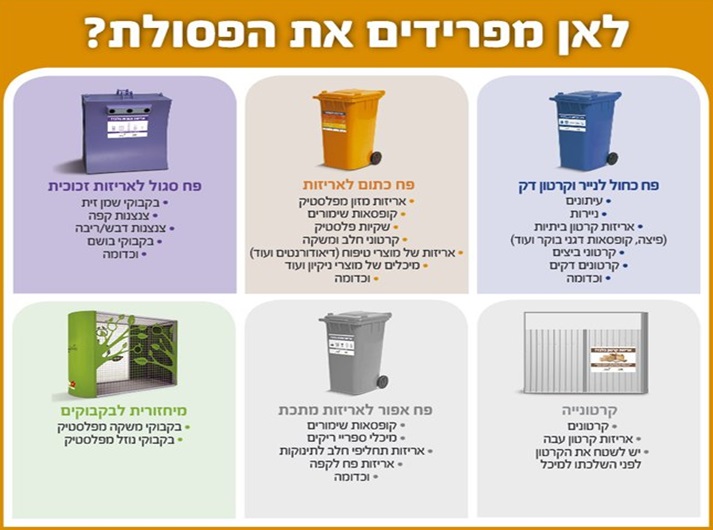 לאן מפרידים את הפסולת?
פח כחול לנייר וקרטון דק
• עיתונים
• ניירות
• אריזות קרטון ביתיות
(פיצה, קופסאות דגני בוקר ועוד)
• קרטוני ביצים
• קרטונים דקים
• וכדומה
פח כתום לאריזות
• אריזות מזון מפלסטיק
• קופסאות שימורים
• שקיות פלסטיק
• קרטוני חלב ומשקה
• אריזות של מוצרי טיפוח (דיאודורנטים ועוד)
• מיכלים של מוצרי ניקיון ועוד
• וכדומה
פח סגול לאריזות זכוכית
• בקבוקי שמן זית
• צנצנות קפה
• צנצנות דבש/ריבה
• בקבוקי בושם
• וכדומה
קרטונייה
• קרטונים
• אריזות קרטון עבה
• יש לשטח את הקרטון
לפני השלכתו למיכל
פח אפור לאריזות מתכת
• קופסאות שימורים
• מיכלי ספריי ריקים
• אריזות תחליפי חלב לתינוקות
• אריזות פח לקפה
• וכדומה
מיחזורית לבקבוקים
• בקבוקי משקה מפלסטיק
• בקבוקי נוזל מפלסטיק